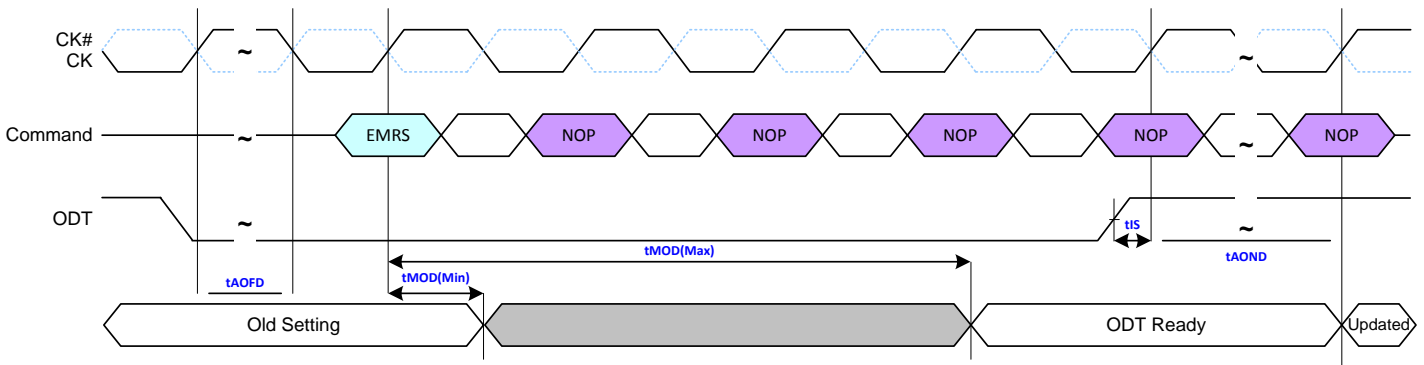 CK#
CK
~
~
Command
~
EMRS
NOP
NOP
NOP
NOP
~
NOP
ODT
~
~
tIS
tAOND
tMOD(Max)
tMOD(Min)
tAOFD
Old Setting
ODT Ready
Updated